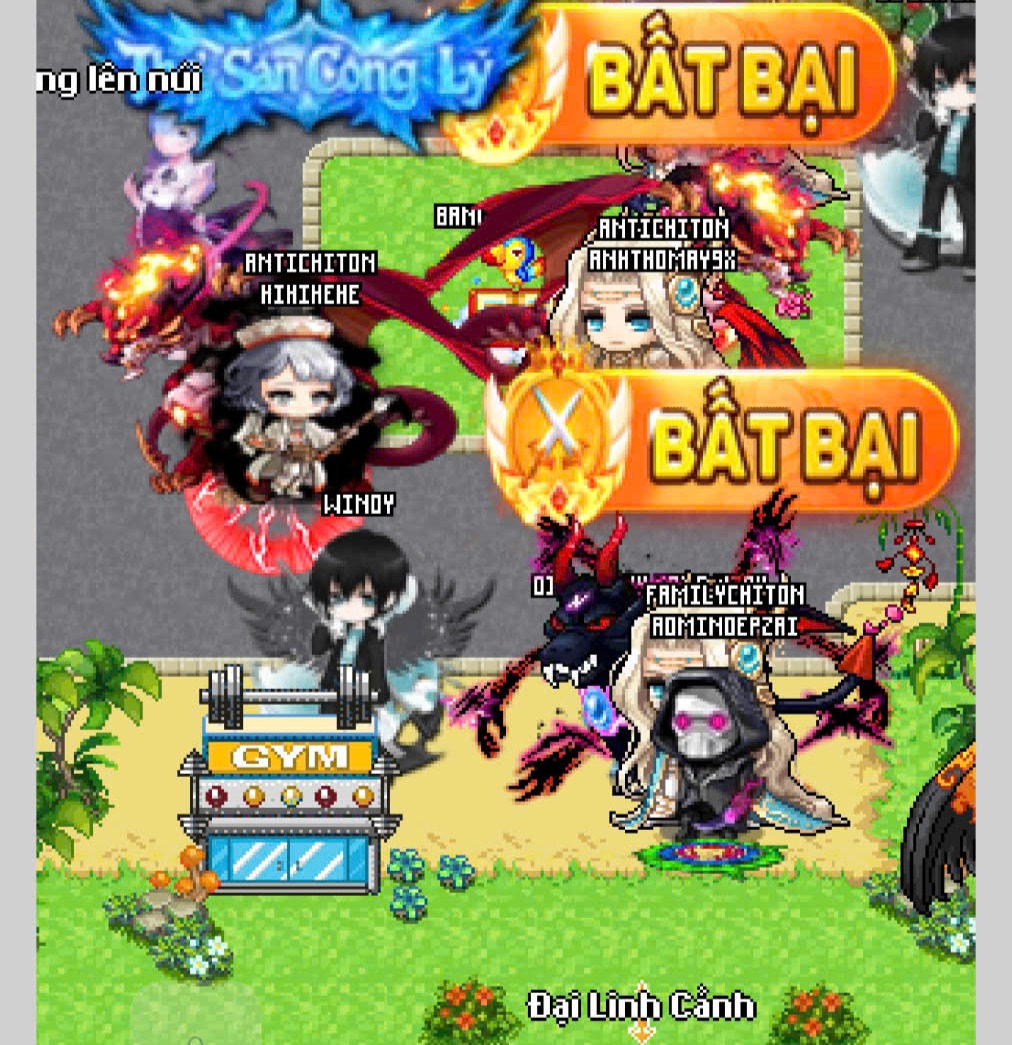 Thợ Săn Công Lý
BẤT BẠI
ng lên núi
BAN
ANTICHITON
ANHTHOMAY9X
ANTICHITON
HIHIHEHE
BẤT BẠI
WINDY
FAMILYCHITON
ROMINOEPZAI
GYM
Đại Linh Cảnh